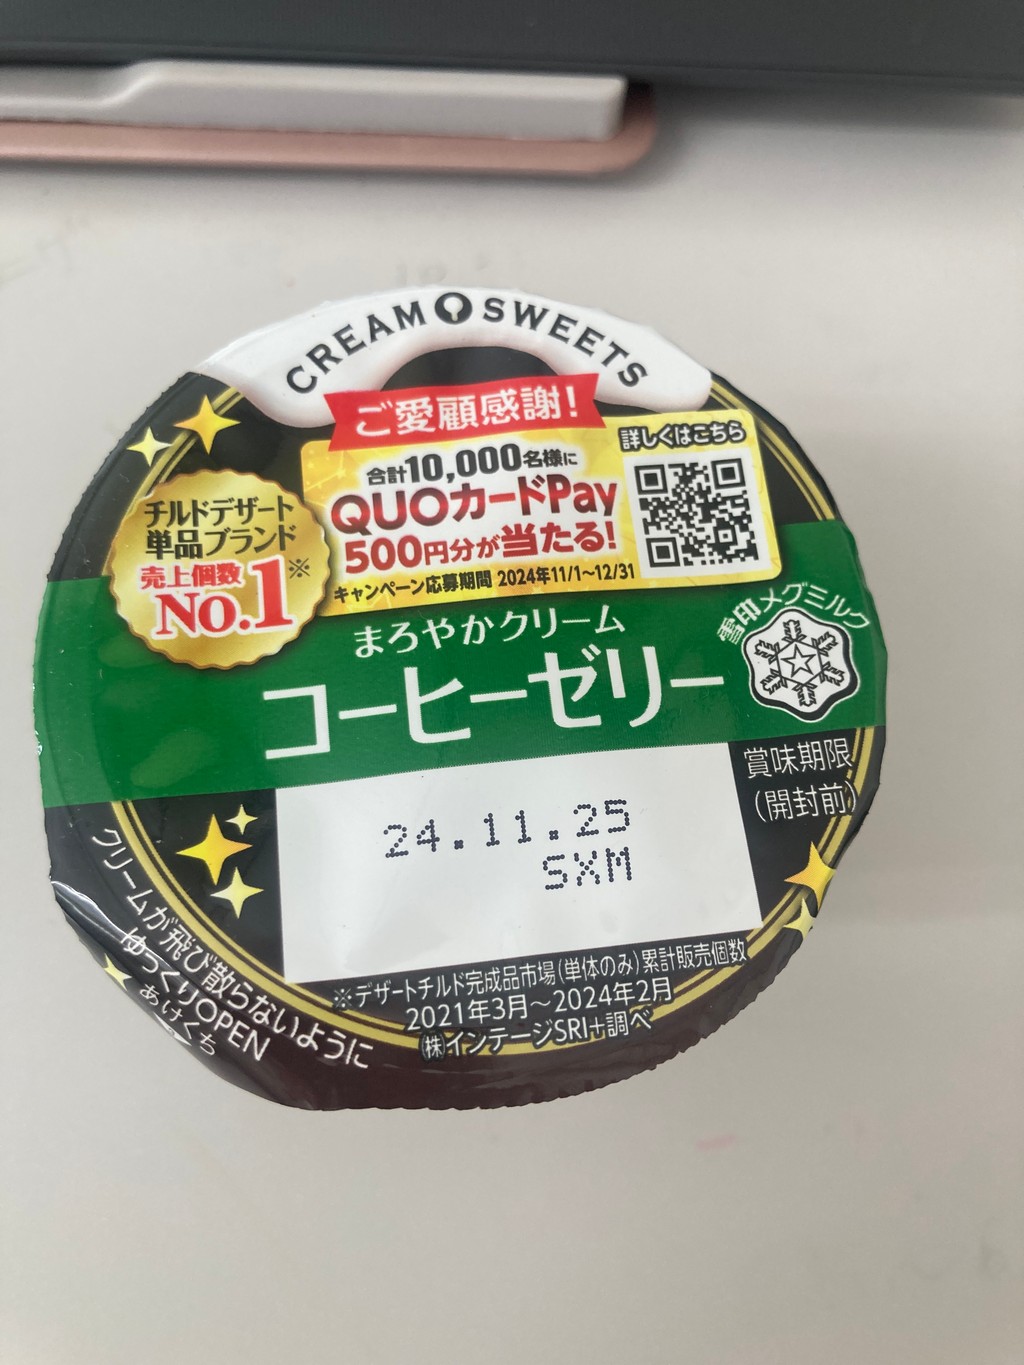 CREAM SWEETS
ご愛顧感謝!
合計10,000名様に
QUOカードPay
500円分が当たる!
キャンペーン応募期間 2024年11/1~12/31
詳しくはこちら
チルドデザート
単品ブランド
売上個数
No.1※
まろやかクリーム
コーヒーゼリー
雪印メグミルク
賞味期限
(開封前)
24.11.25
SXM
※デザートチルド完成品市場(単体のみ)累計販売個数
2021年3月~2024年2月
㈱インテージSRI+調べ
クリームが飛び散らないように
ゆっくりOPEN
あけくち